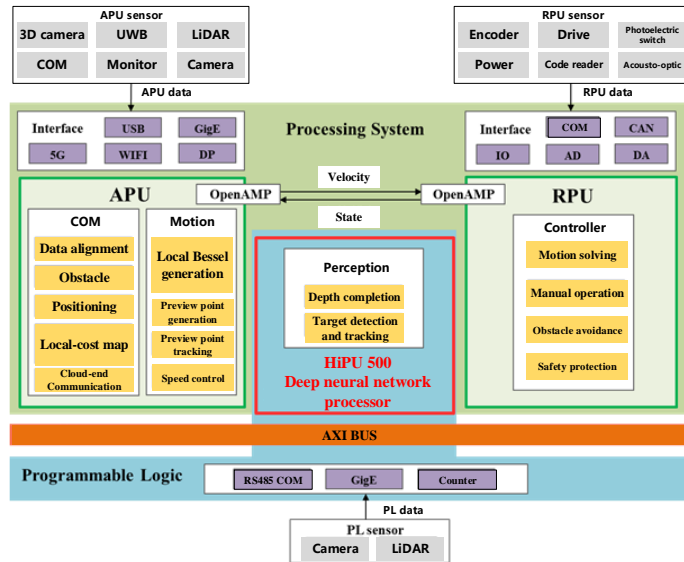 APU sensor
3D camera
UWB
LiDAR
COM
Monitor
Camera
APU data
RPU sensor
Encoder
Drive
Photoelectric
switch
Power
Code reader
Acousto-optic
RPU data
Interface
USB
GigE
5G
WIFI
DP
Processing System
Interface
COM
CAN
IO
AD
DA
APU
OpenAMP
Velocity
State
OpenAMP
RPU
COM
Data alignment
Obstacle
Positioning
Local-cost map
Cloud-end
Communication
Motion
Local Bessel
generation
Preview point
generation
Preview point
tracking
Speed control
Perception
Depth completion
Target detection
and tracking
HiPU 500
Deep neural network
processor
Controller
Motion solving
Manual operation
Obstacle avoidance
Safety protection
AXI BUS
Programmable Logic
RS485 COM
GigE
Counter
PL data
PL sensor
Camera
LiDAR